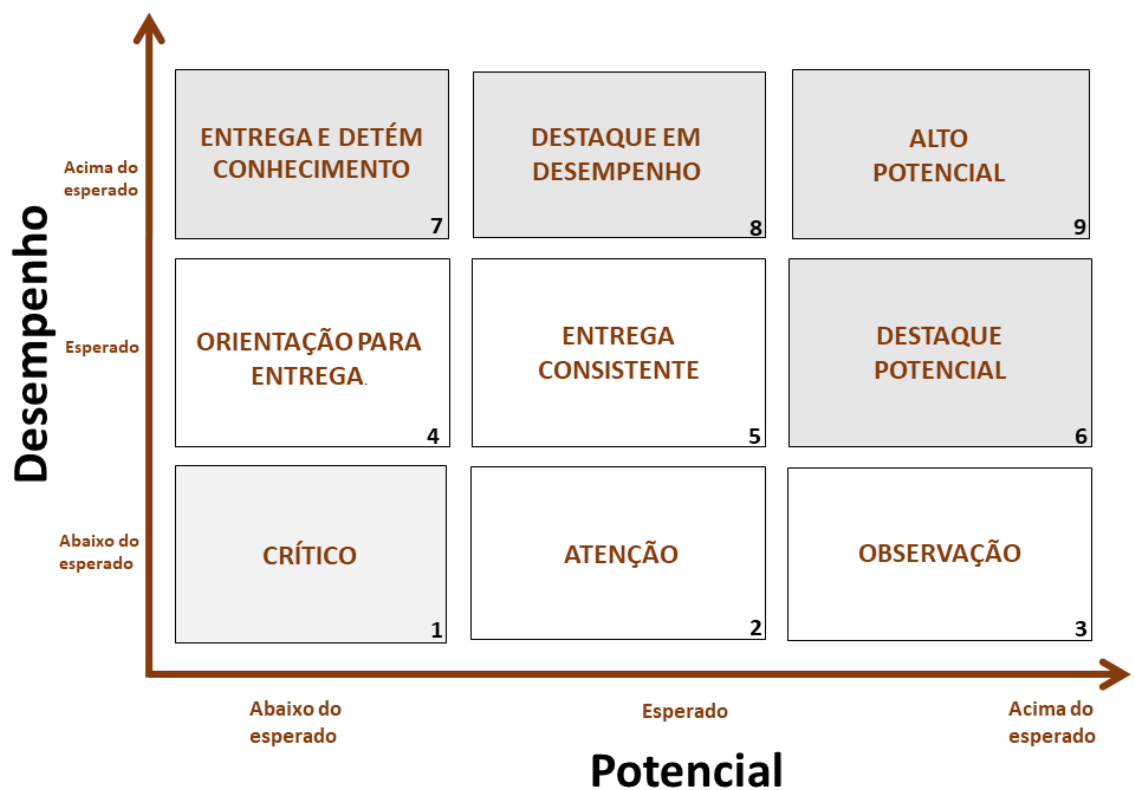 Desempenho
Acima do
esperado
ENTREGA E DETÉM
CONHECIMENTO
7
DESTAQUE EM
DESEMPENHO
8
ALTO
POTENCIAL
9
Esperado
ORIENTAÇÃO PARA
ENTREGA.
4
ENTREGA
CONSISTENTE
5
DESTAQUE
POTENCIAL
6
Abaixo do
esperado
CRÍTICO
1
ATENÇÃO
2
OBSERVAÇÃO
3
Abaixo do
esperado
Esperado
Acima do
esperado
Potencial